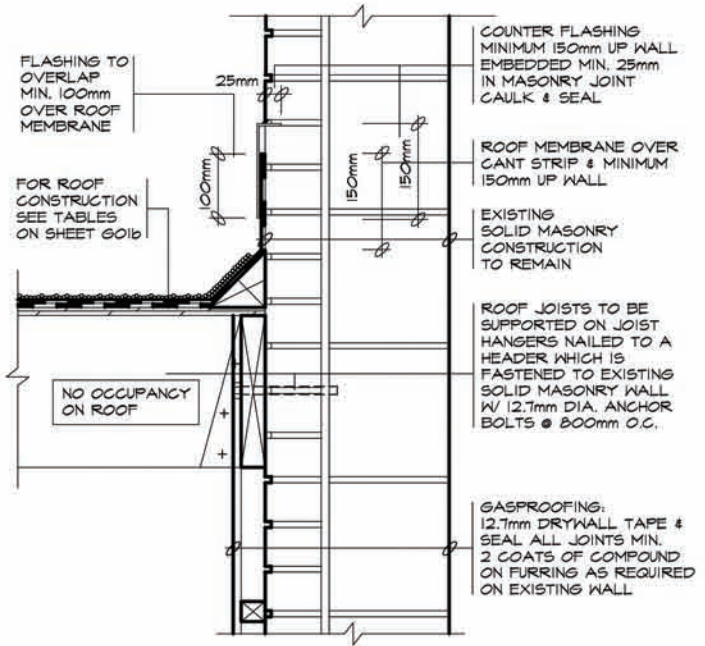 FLASHING TO
OVERLAP
MIN. 100mm
OVER ROOF
MEMBRANE
FOR ROOF
CONSTRUCTION
SEE TABLES
ON SHEET G01b
25mm
100mm
150mm
150mm
NO OCCUPANCY
ON ROOF
COUNTER FLASHING
MINIMUM 150mm UP WALL
EMBEDDED MIN. 25mm
IN MASONRY JOINT
CAULK & SEAL
ROOF MEMBRANE OVER
CANT STRIP & MINIMUM
150mm UP WALL
EXISTING
SOLID MASONRY
CONSTRUCTION
TO REMAIN
ROOF JOISTS TO BE
SUPPORTED ON JOIST
HANGERS NAILED TO A
HEADER WHICH IS
FASTENED TO EXISTING
SOLID MASONRY WALL
W/ 12.7mm DIA. ANCHOR
BOLTS @ 800mm O.C.
GASPROOFING:
12.7mm DRYWALL TAPE &
SEAL ALL JOINTS MIN.
2 COATS OF COMPOUND
ON FURRING AS REQUIRED
ON EXISTING WALL